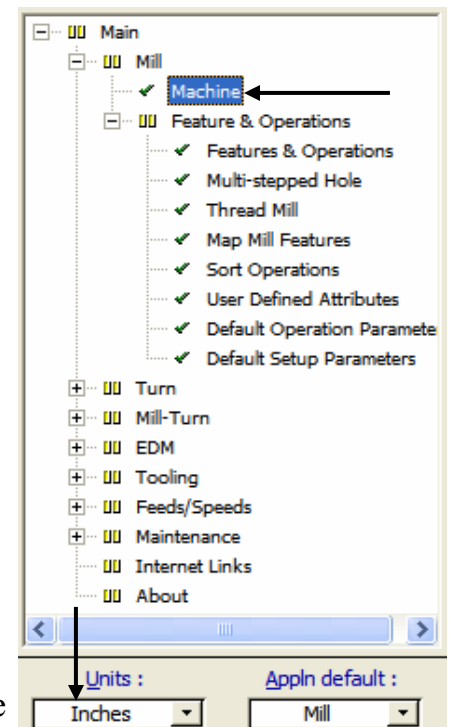 Main
Mill
Machine
Feature & Operations
Features & Operations
Multi-stepped Hole
Thread Mill
Map Mill Features
Sort Operations
User Defined Attributes
Default Operation Paramete
Default Setup Parameters
Turn
Mill-Turn
EDM
Tooling
Feeds/Speeds
Maintenance
Internet Links
About
Units : Appln default :
e Inches Mill